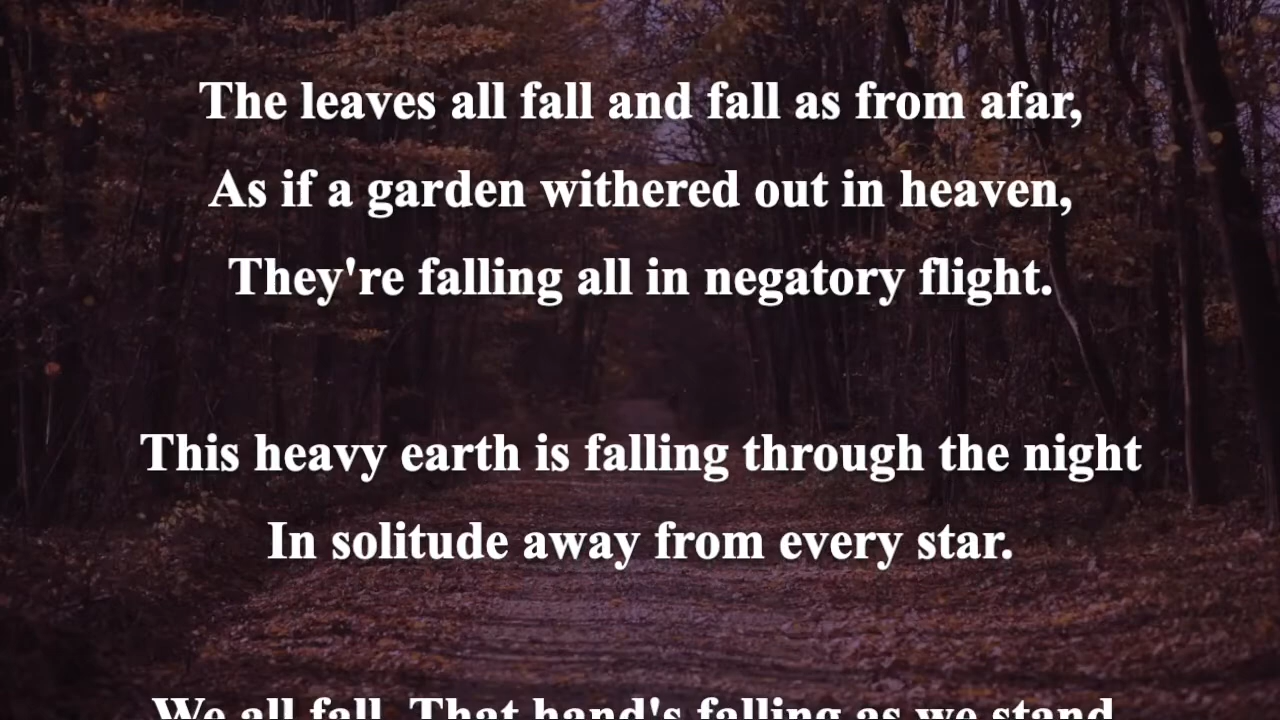 The leaves all fall and fall as from afar,
As if a garden withered out in heaven,
They're falling all in negatory flight.
This heavy earth is falling through the night
In solitude away from every star.
We all fall. That hand's falling as we stand